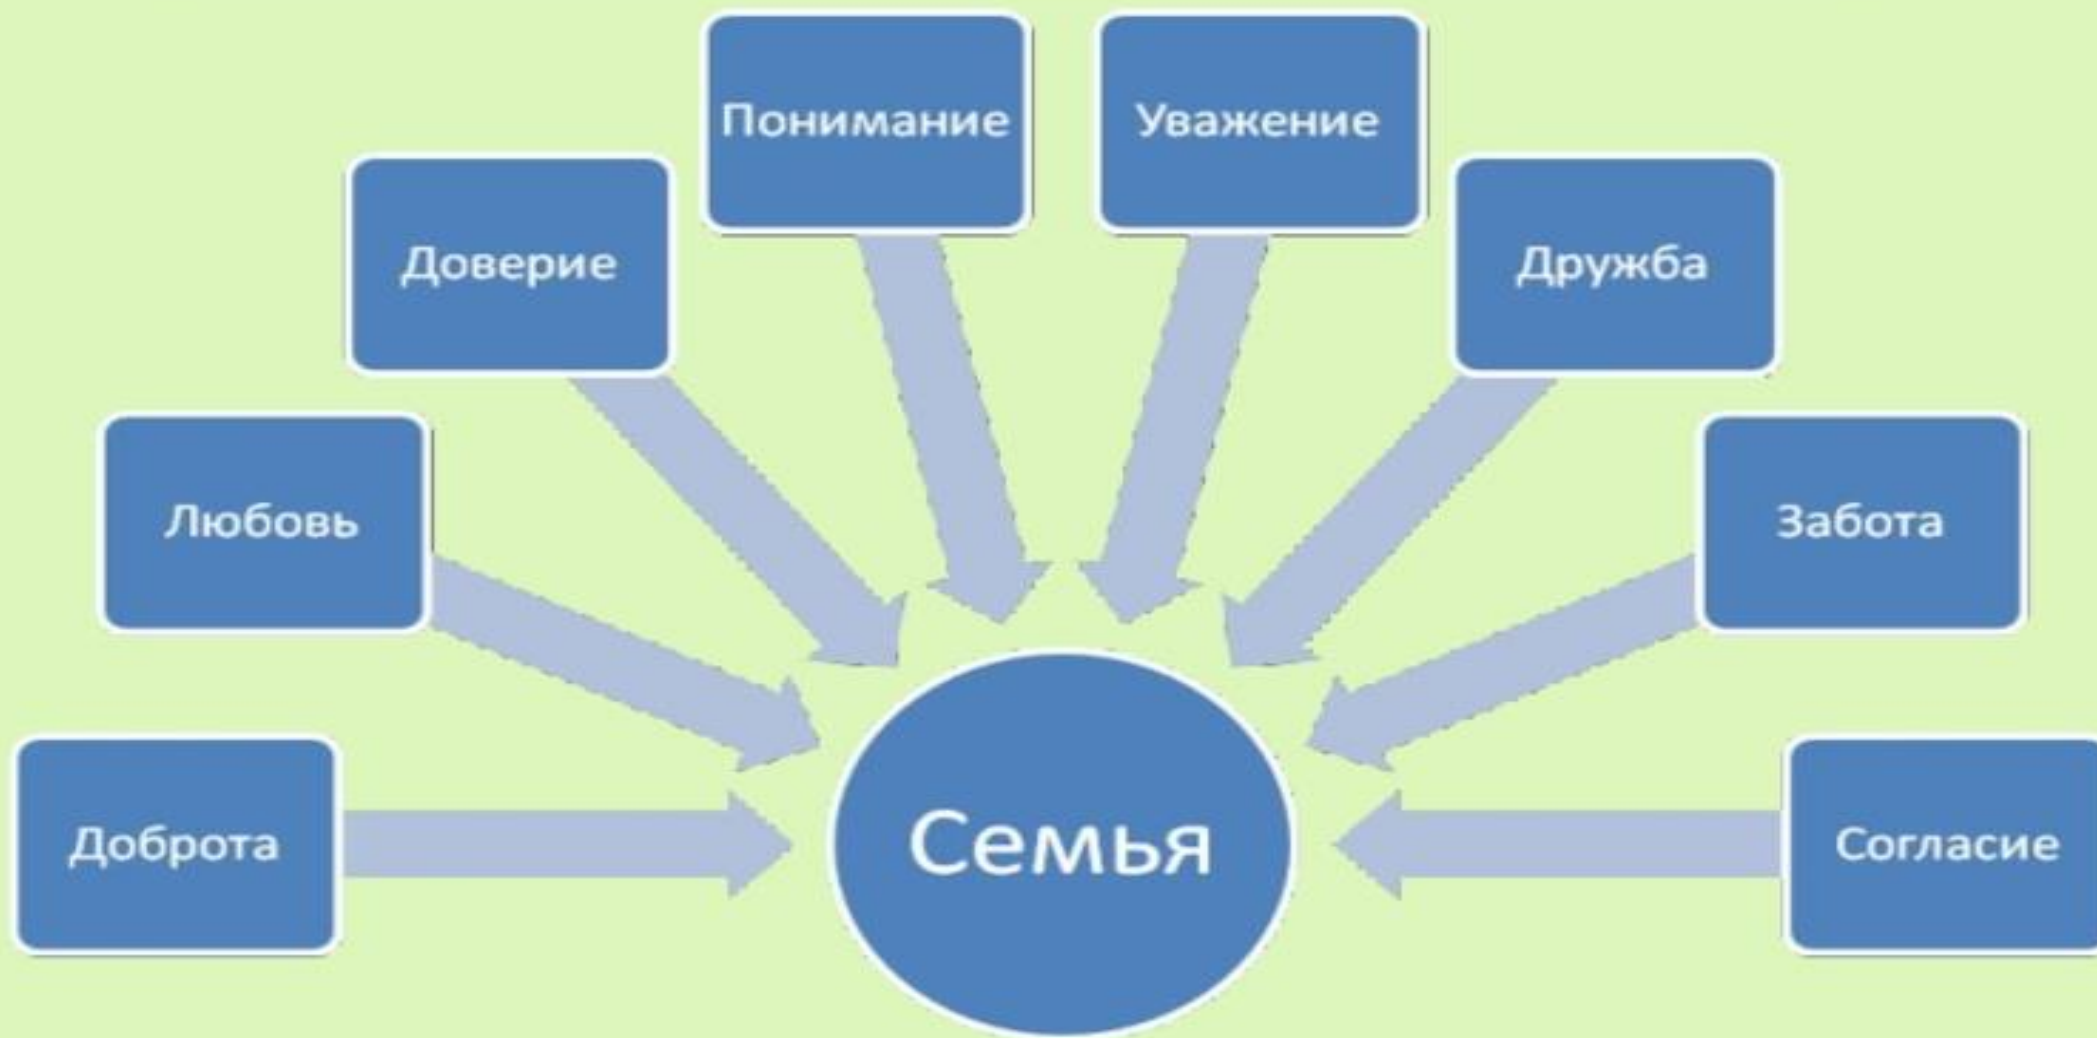 Понимание
Уважение
Доверие
Дружба
Любовь
Забота
Доброта
Семья
Согласие